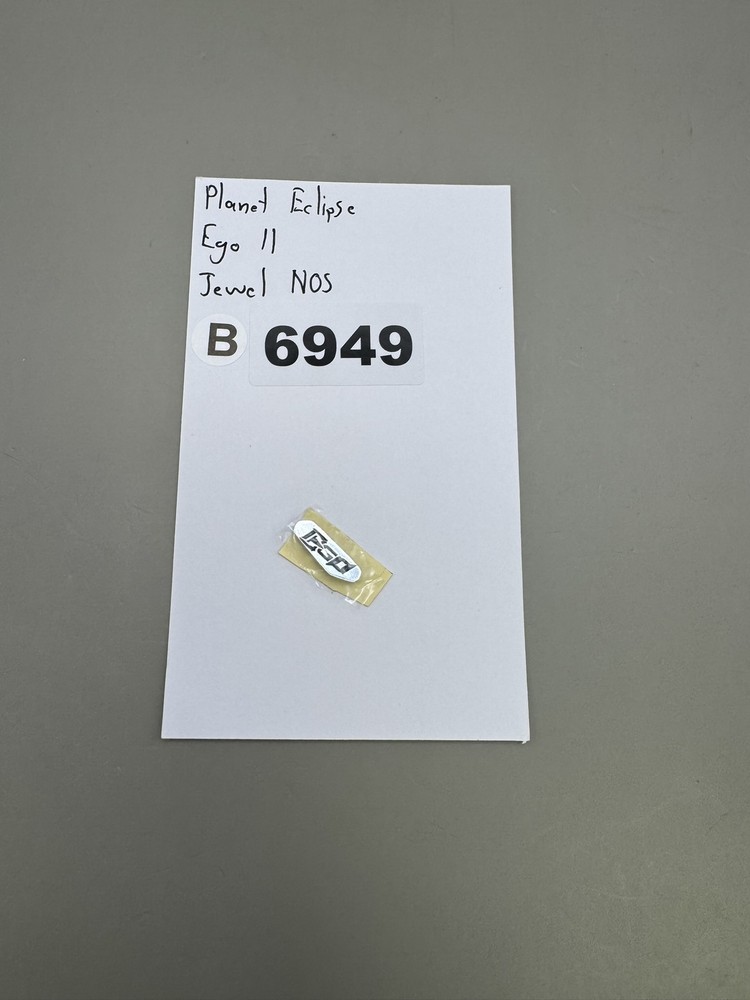 Planet Eclipse
Ego 11
Jewel NOS
B 6949
Ego